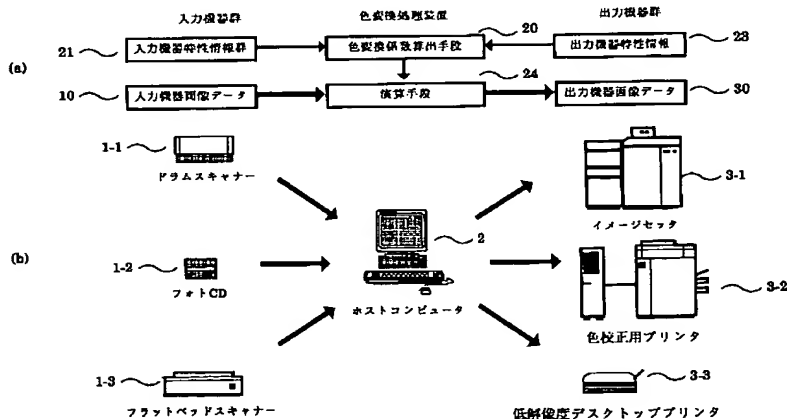 入力機器群 色変換処理装置 出力機器群
20
21 入力機器特性情報群 色変換係数算出手段 出力機器特性情報 23
(a)
24
10 入力機器画像データ 演算手段 出力機器画像データ 30
1-1
ドラムスキャナー
3-1
イメージセッタ
2
(b)
1-2
フォトCD
ホストコンピュータ
3-2
色校正用プリンタ
1-3
フラットベッドスキャナー
3-3
低解像度デスクトッププリンタ